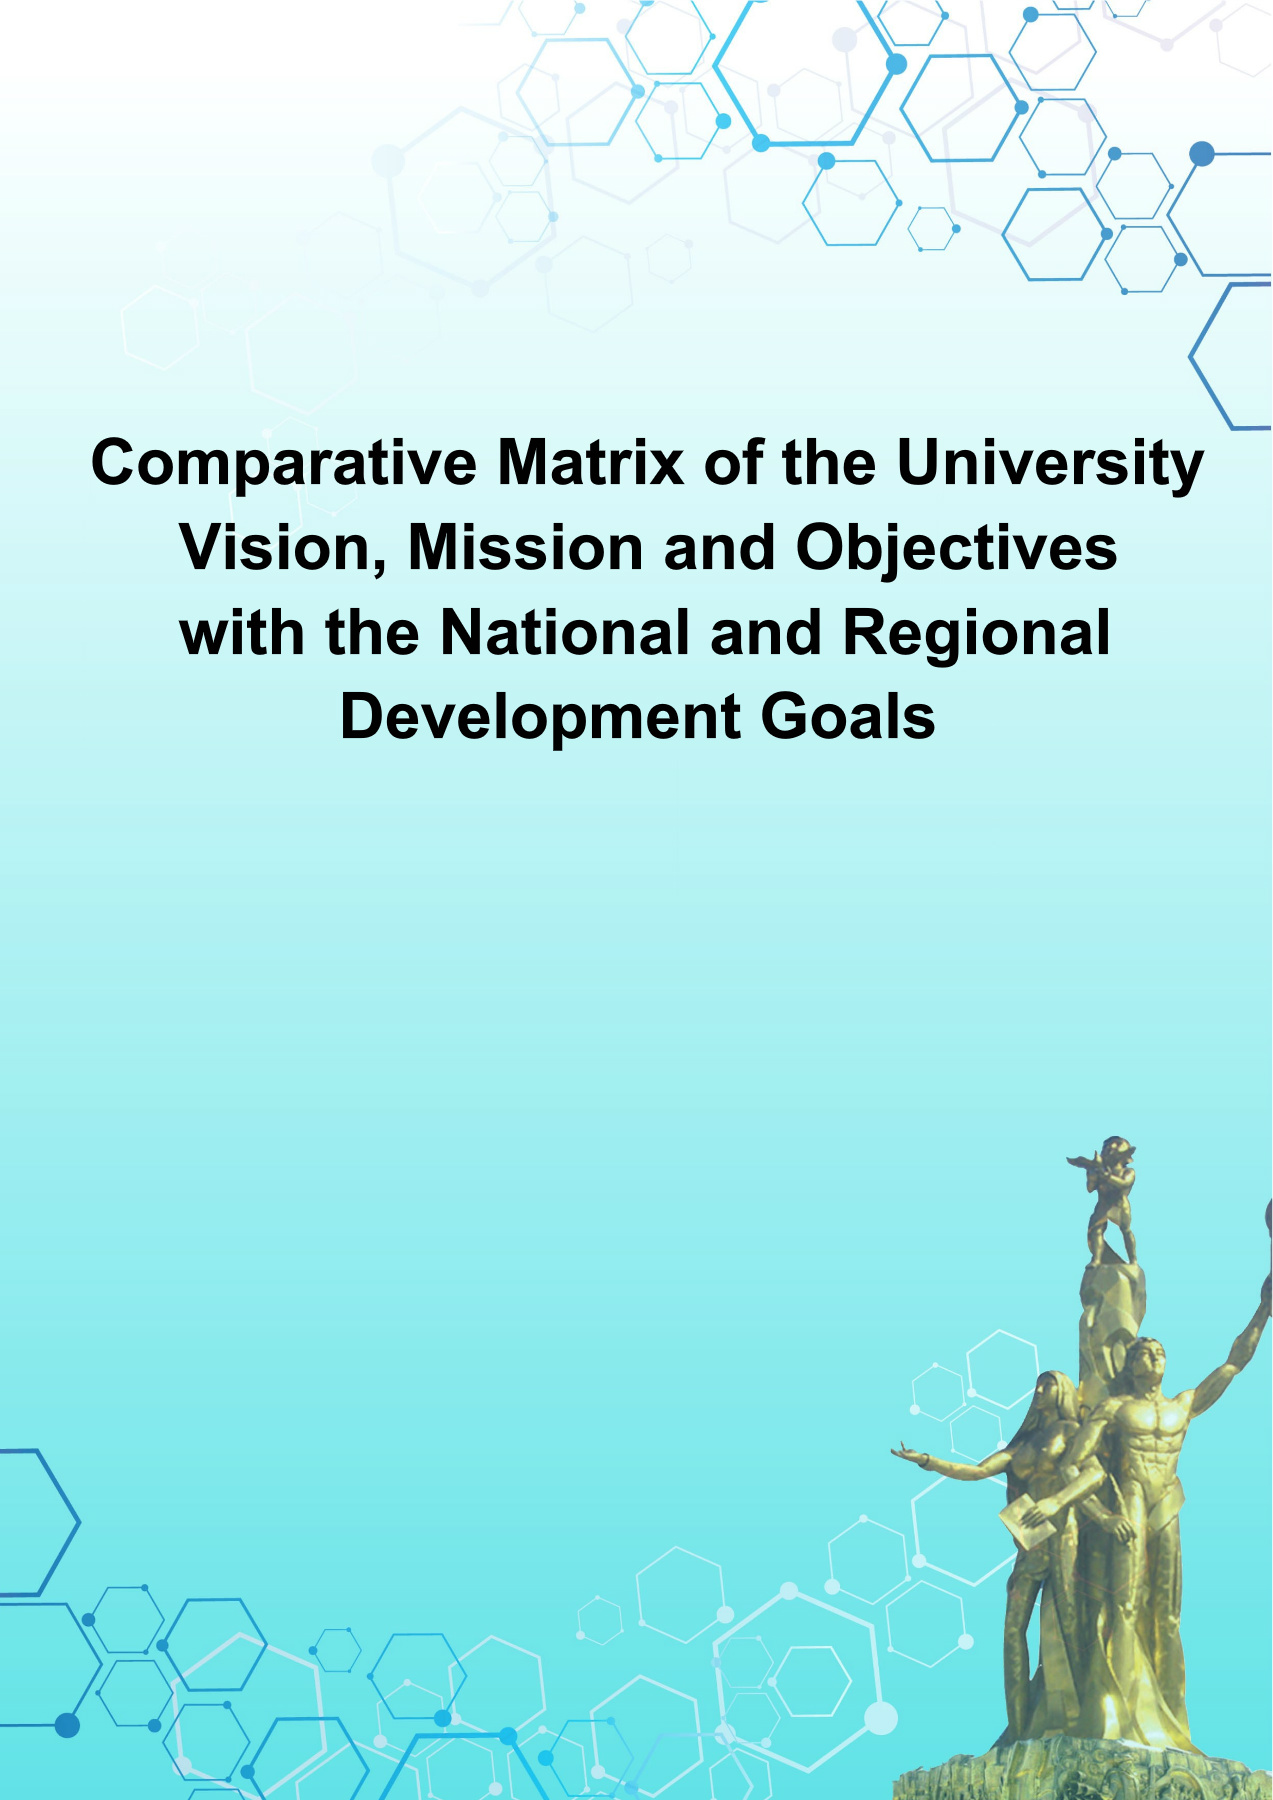 Comparative Matrix of the University
Vision, Mission and Objectives
with the National and Regional
Development Goals